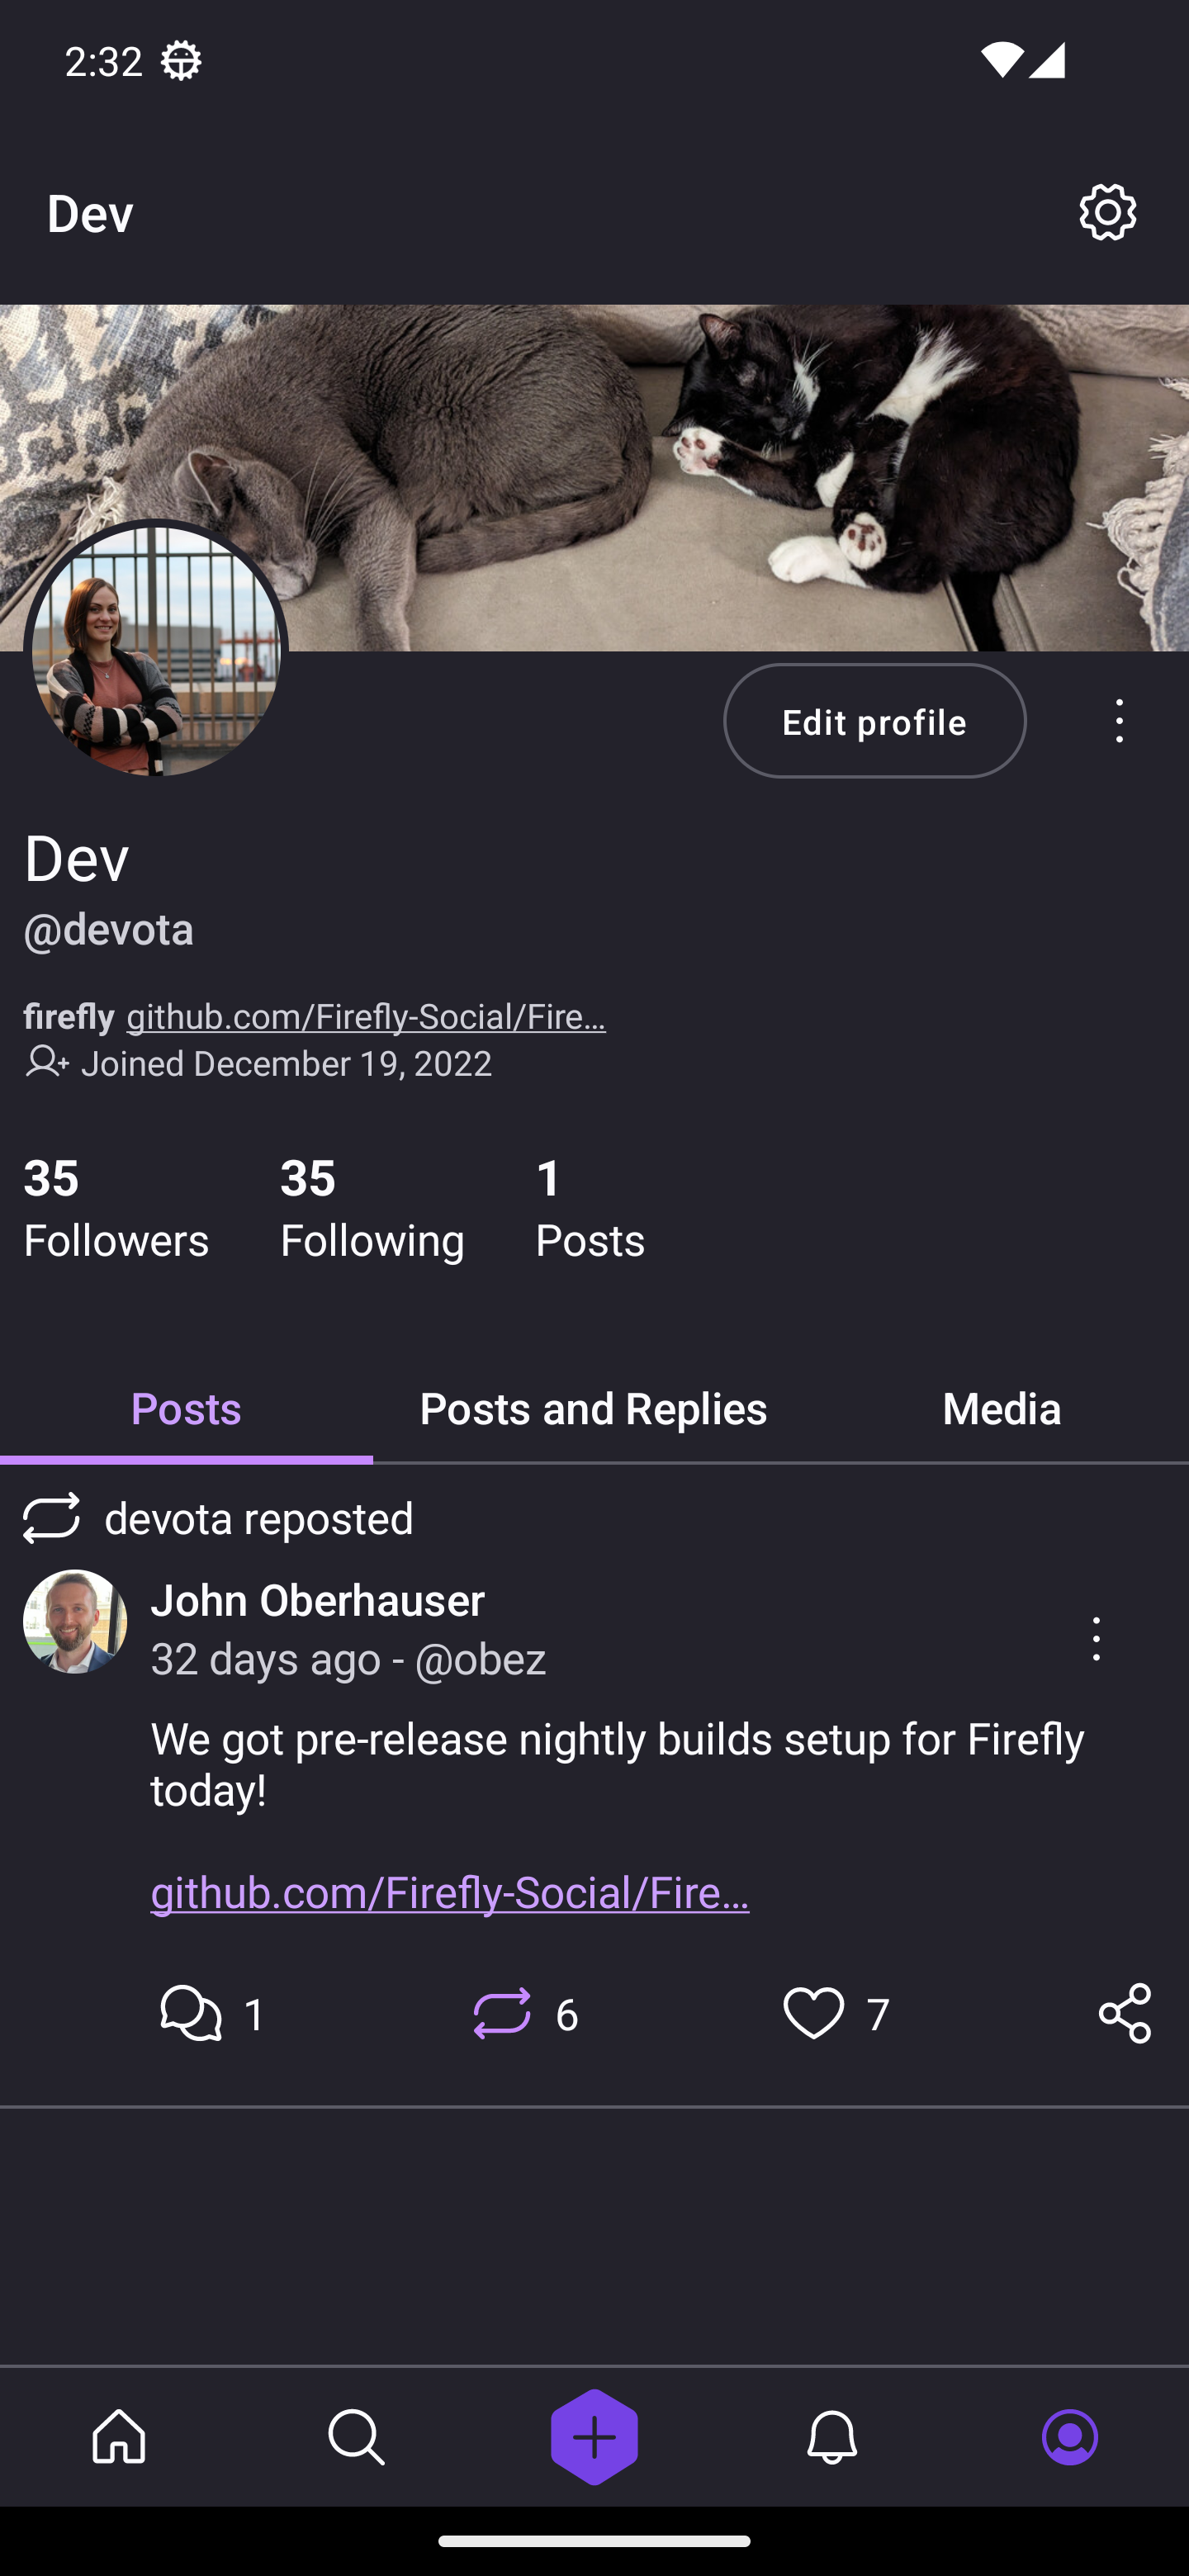 2:32
Dev
Edit profile
Dev
@devota
firefly github.com/Firefly-Social/Fire…
Joined December 19, 2022
35 35 1
Followers Following Posts
Posts Posts and Replies Media
devota reposted
John Oberhauser
32 days ago - @obez
We got pre-release nightly builds setup for Firefly
today!
github.com/Firefly-Social/Fire…
1 6 7